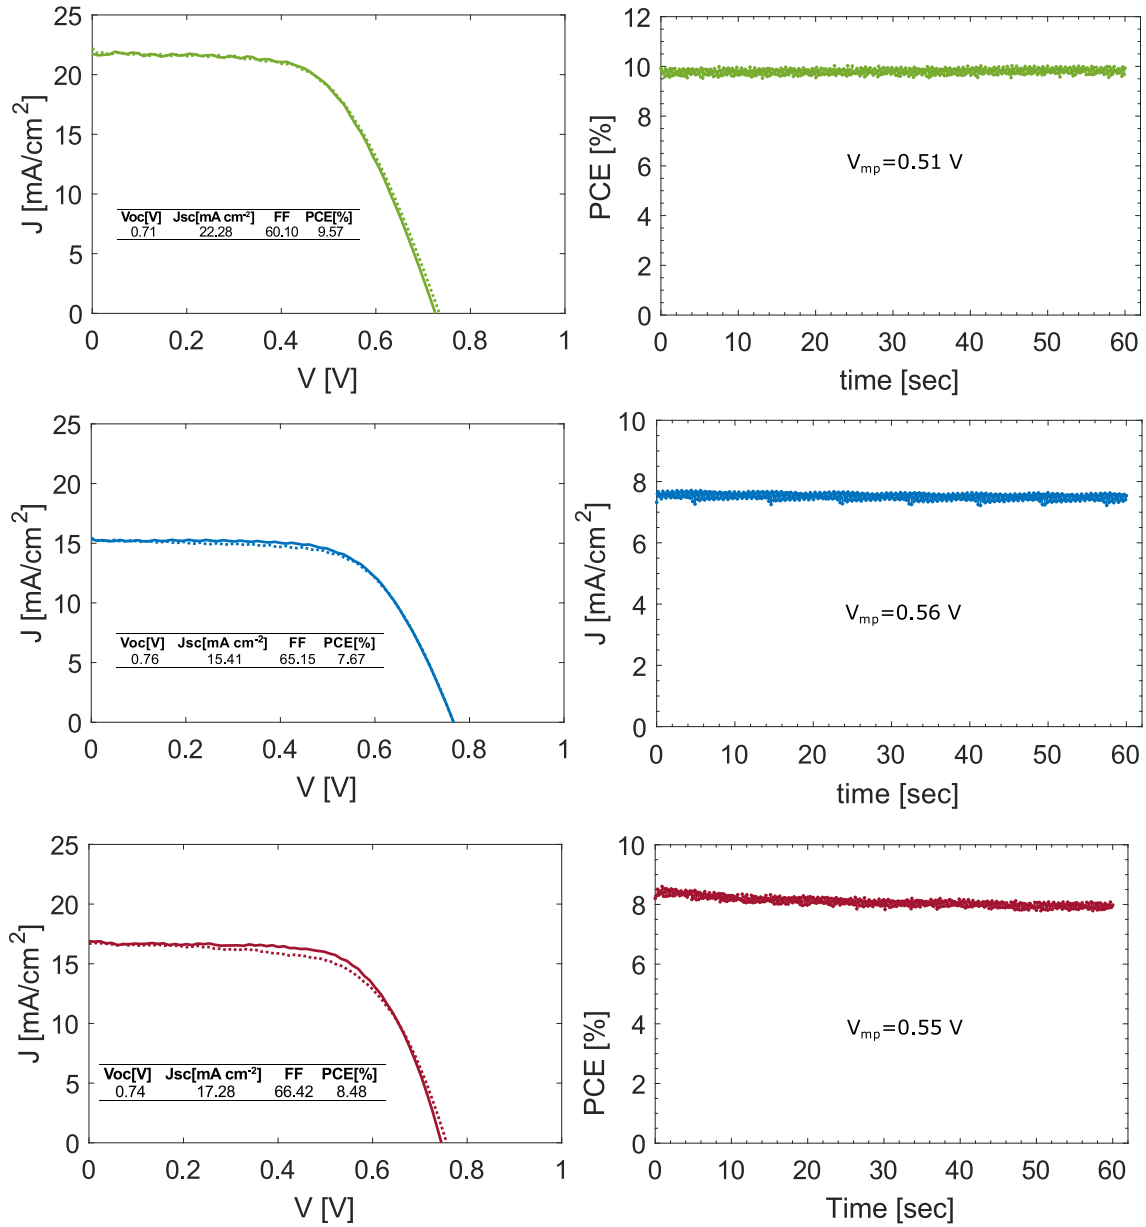 25
20
15
10
5
0
J [mA/cm2]
Voc[V] Jsc[mA cm-2] FF PCE[%]
0.71 22.28 60.10 9.57
0 0.2 0.4 0.6 0.8 1
V [V]
12
10
8
6
4
2
0
PCE [%]
Vmp=0.51 V
0 10 20 30 40 50 60
time [sec]
25
20
15
10
5
0
J [mA/cm2]
Voc[V] Jsc[mA cm-2] FF PCE[%]
0.76 15.41 65.15 7.67
0 0.2 0.4 0.6 0.8 1
V [V]
10
8
6
4
2
0
J [mA/cm2]
Vmp=0.56 V
0 10 20 30 40 50 60
time [sec]
25
20
15
10
5
0
J [mA/cm2]
Voc[V] Jsc[mA cm-2] FF PCE[%]
0.74 17.28 66.42 8.48
0 0.2 0.4 0.6 0.8 1
V [V]
10
8
6
4
2
0
PCE [%]
Vmp=0.55 V
0 10 20 30 40 50 60
Time [sec]